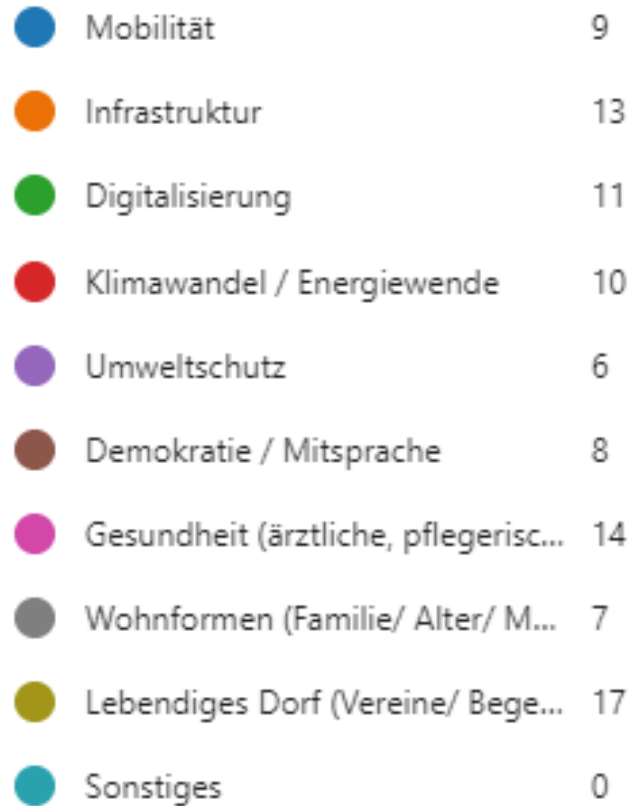 Mobilität 9
Infrastruktur 13
Digitalisierung 11
Klimawandel / Energiewende 10
Umweltschutz 6
Demokratie / Mitsprache 8
Gesundheit (ärztliche, pflegerisc... 14
Wohnformen (Familie/ Alter/ M... 7
Lebendiges Dorf (Vereine/ Bege... 17
Sonstiges 0